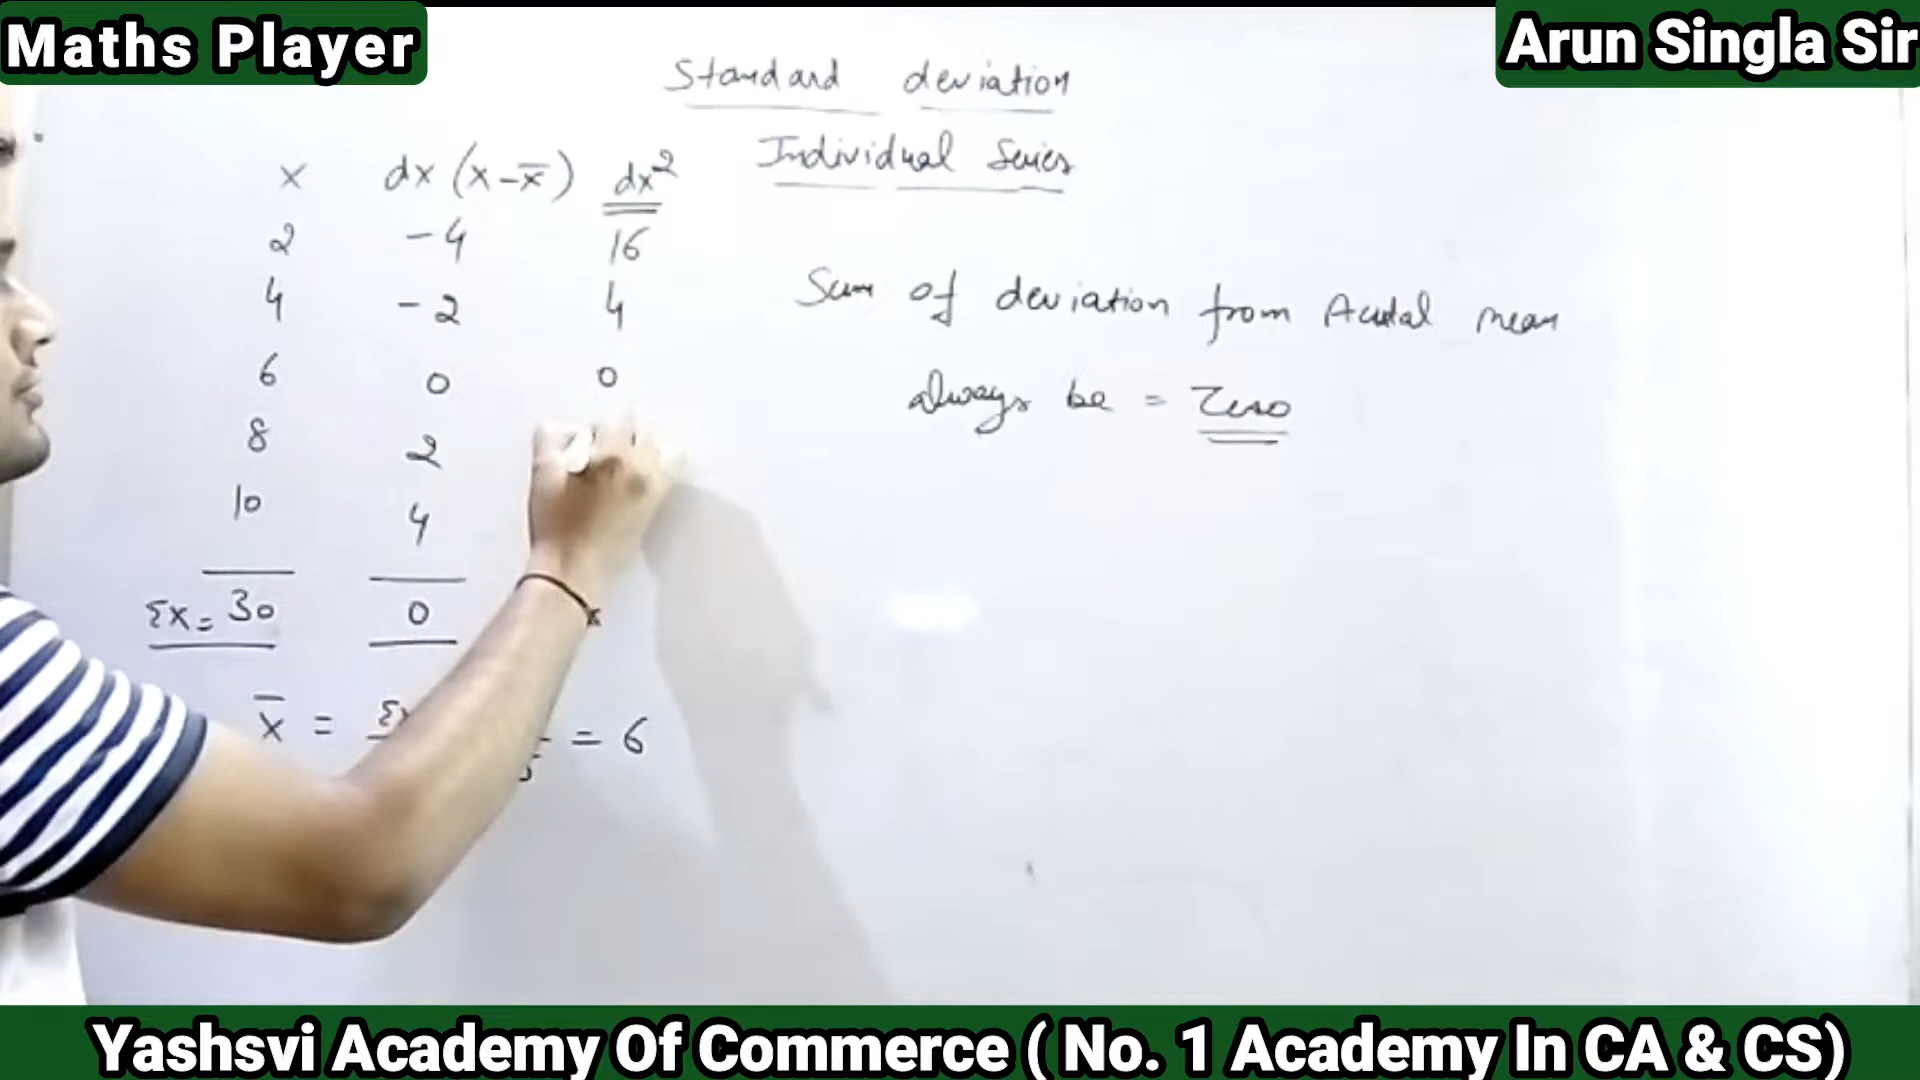 Maths Player
Arun Singla Sir
Standard deviation
Individual Series
x dx (x-x̄) dx²
2 -4 16
4 -2 4
6 0 0
8 2
10 4
Σx = 30 0
x̄ = = 6
Sum of deviation from Acutal mean
always be = Zero
Yashsvi Academy Of Commerce ( No. 1 Academy In CA & CS)